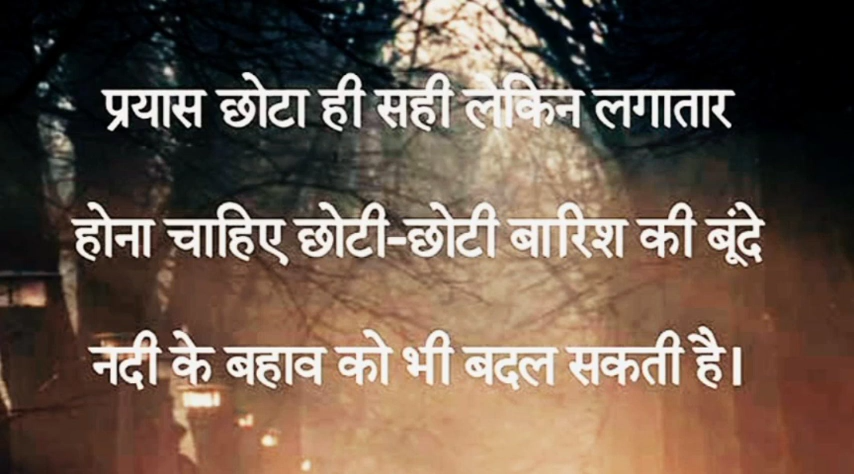 प्रयास छोटा ही सही लेकिन लगातार
होना चाहिए छोटी-छोटी बारिश की बूंदे
नदी के बहाव को भी बदल सकती है।